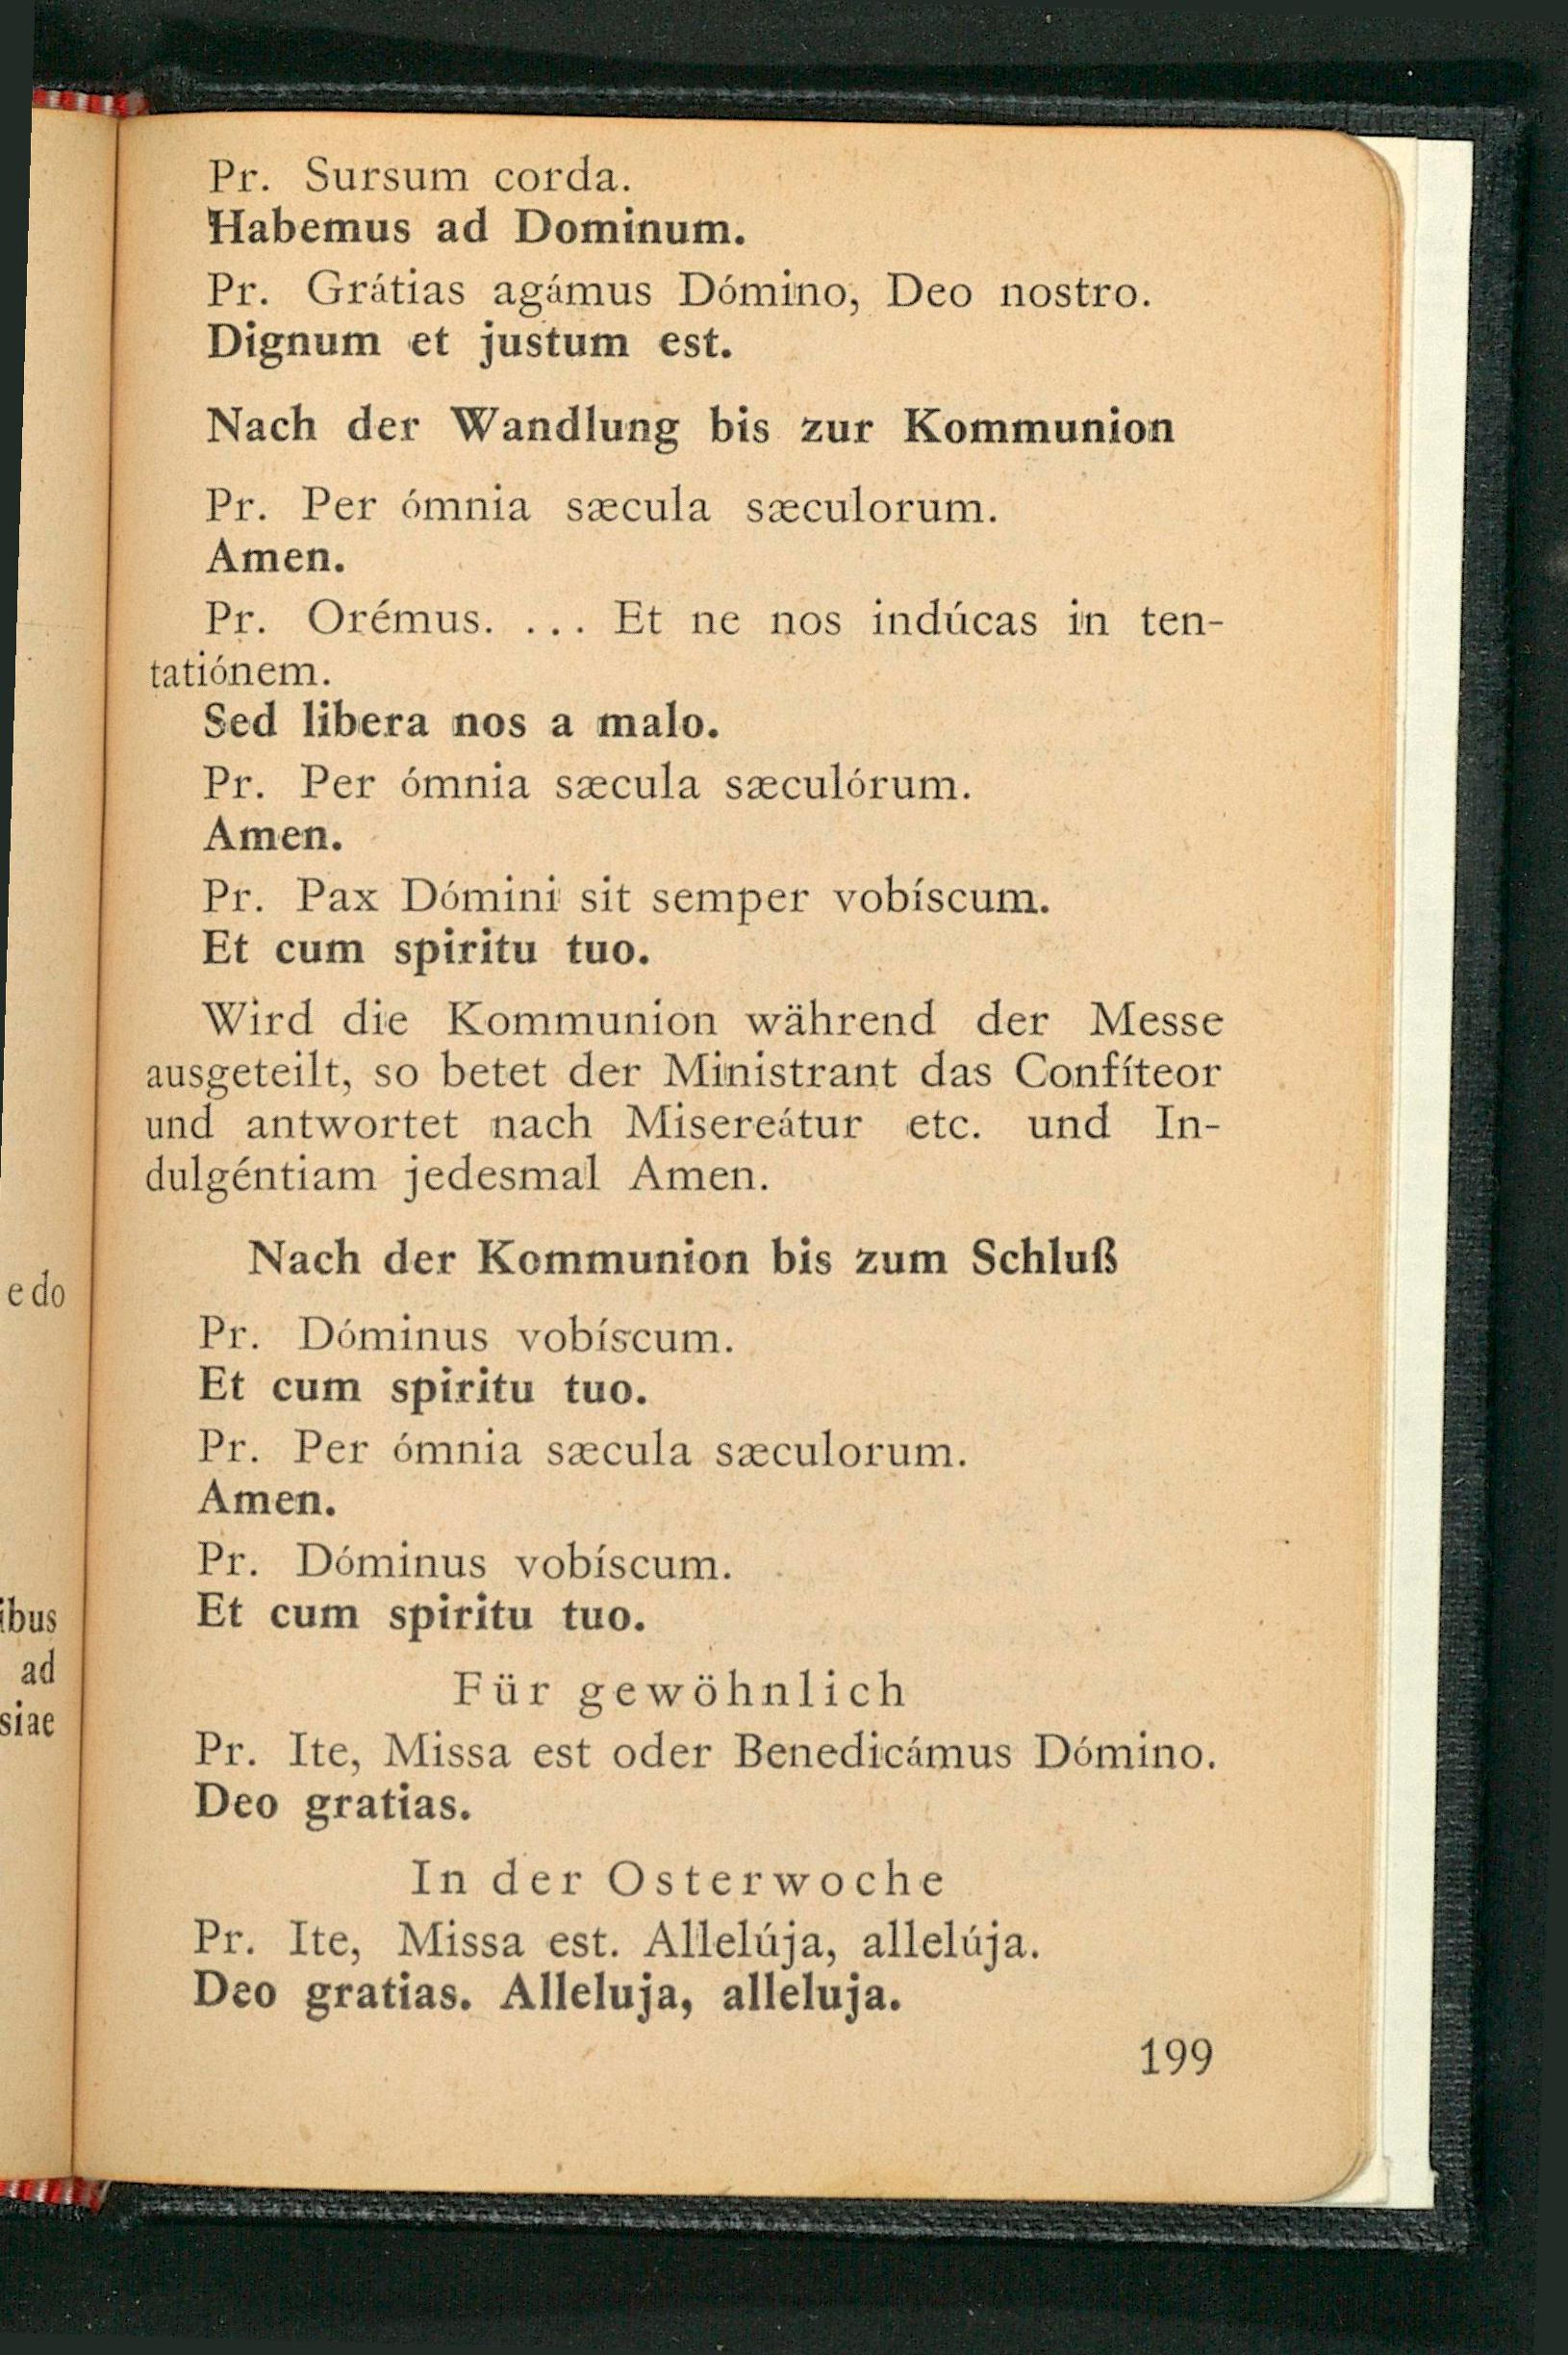 Pr. Sursum corda.
Habemus ad Dominum.
Pr. Grátias agámus Dómino, Deo nostro.
Dignum et justum est.
Nach der Wandlung bis zur Kommunion
Pr. Per ómnia sæcula sæculorum.
Amen.
Pr. Orémus. ... Et ne nos indúcas in ten-
tatiónem.
Sed libera nos a malo.
Pr. Per ómnia sæcula sæculórum.
Amen.
Pr. Pax Dómini sit semper vobíscum.
Et cum spiritu tuo.
Wird die Kommunion während der Messe
ausgeteilt, so betet der Ministrant das Confíteor
und antwortet nach Misereátur etc. und In-
dulgéntiam jedesmal Amen.
Nach der Kommunion bis zum Schluß
Pr. Dóminus vobíscum.
Et cum spiritu tuo.
Pr. Per ómnia sæcula sæculorum.
Amen.
Pr. Dóminus vobíscum.
Et cum spiritu tuo.
Für gewöhnlich
Pr. Ite, Missa est oder Benedicámus Dómino.
Deo gratias.
In der Osterwoche
Pr. Ite, Missa est. Allelúja, allelúja.
Deo gratias. Alleluja, alleluja.
199
edo
ibus
ad
siae